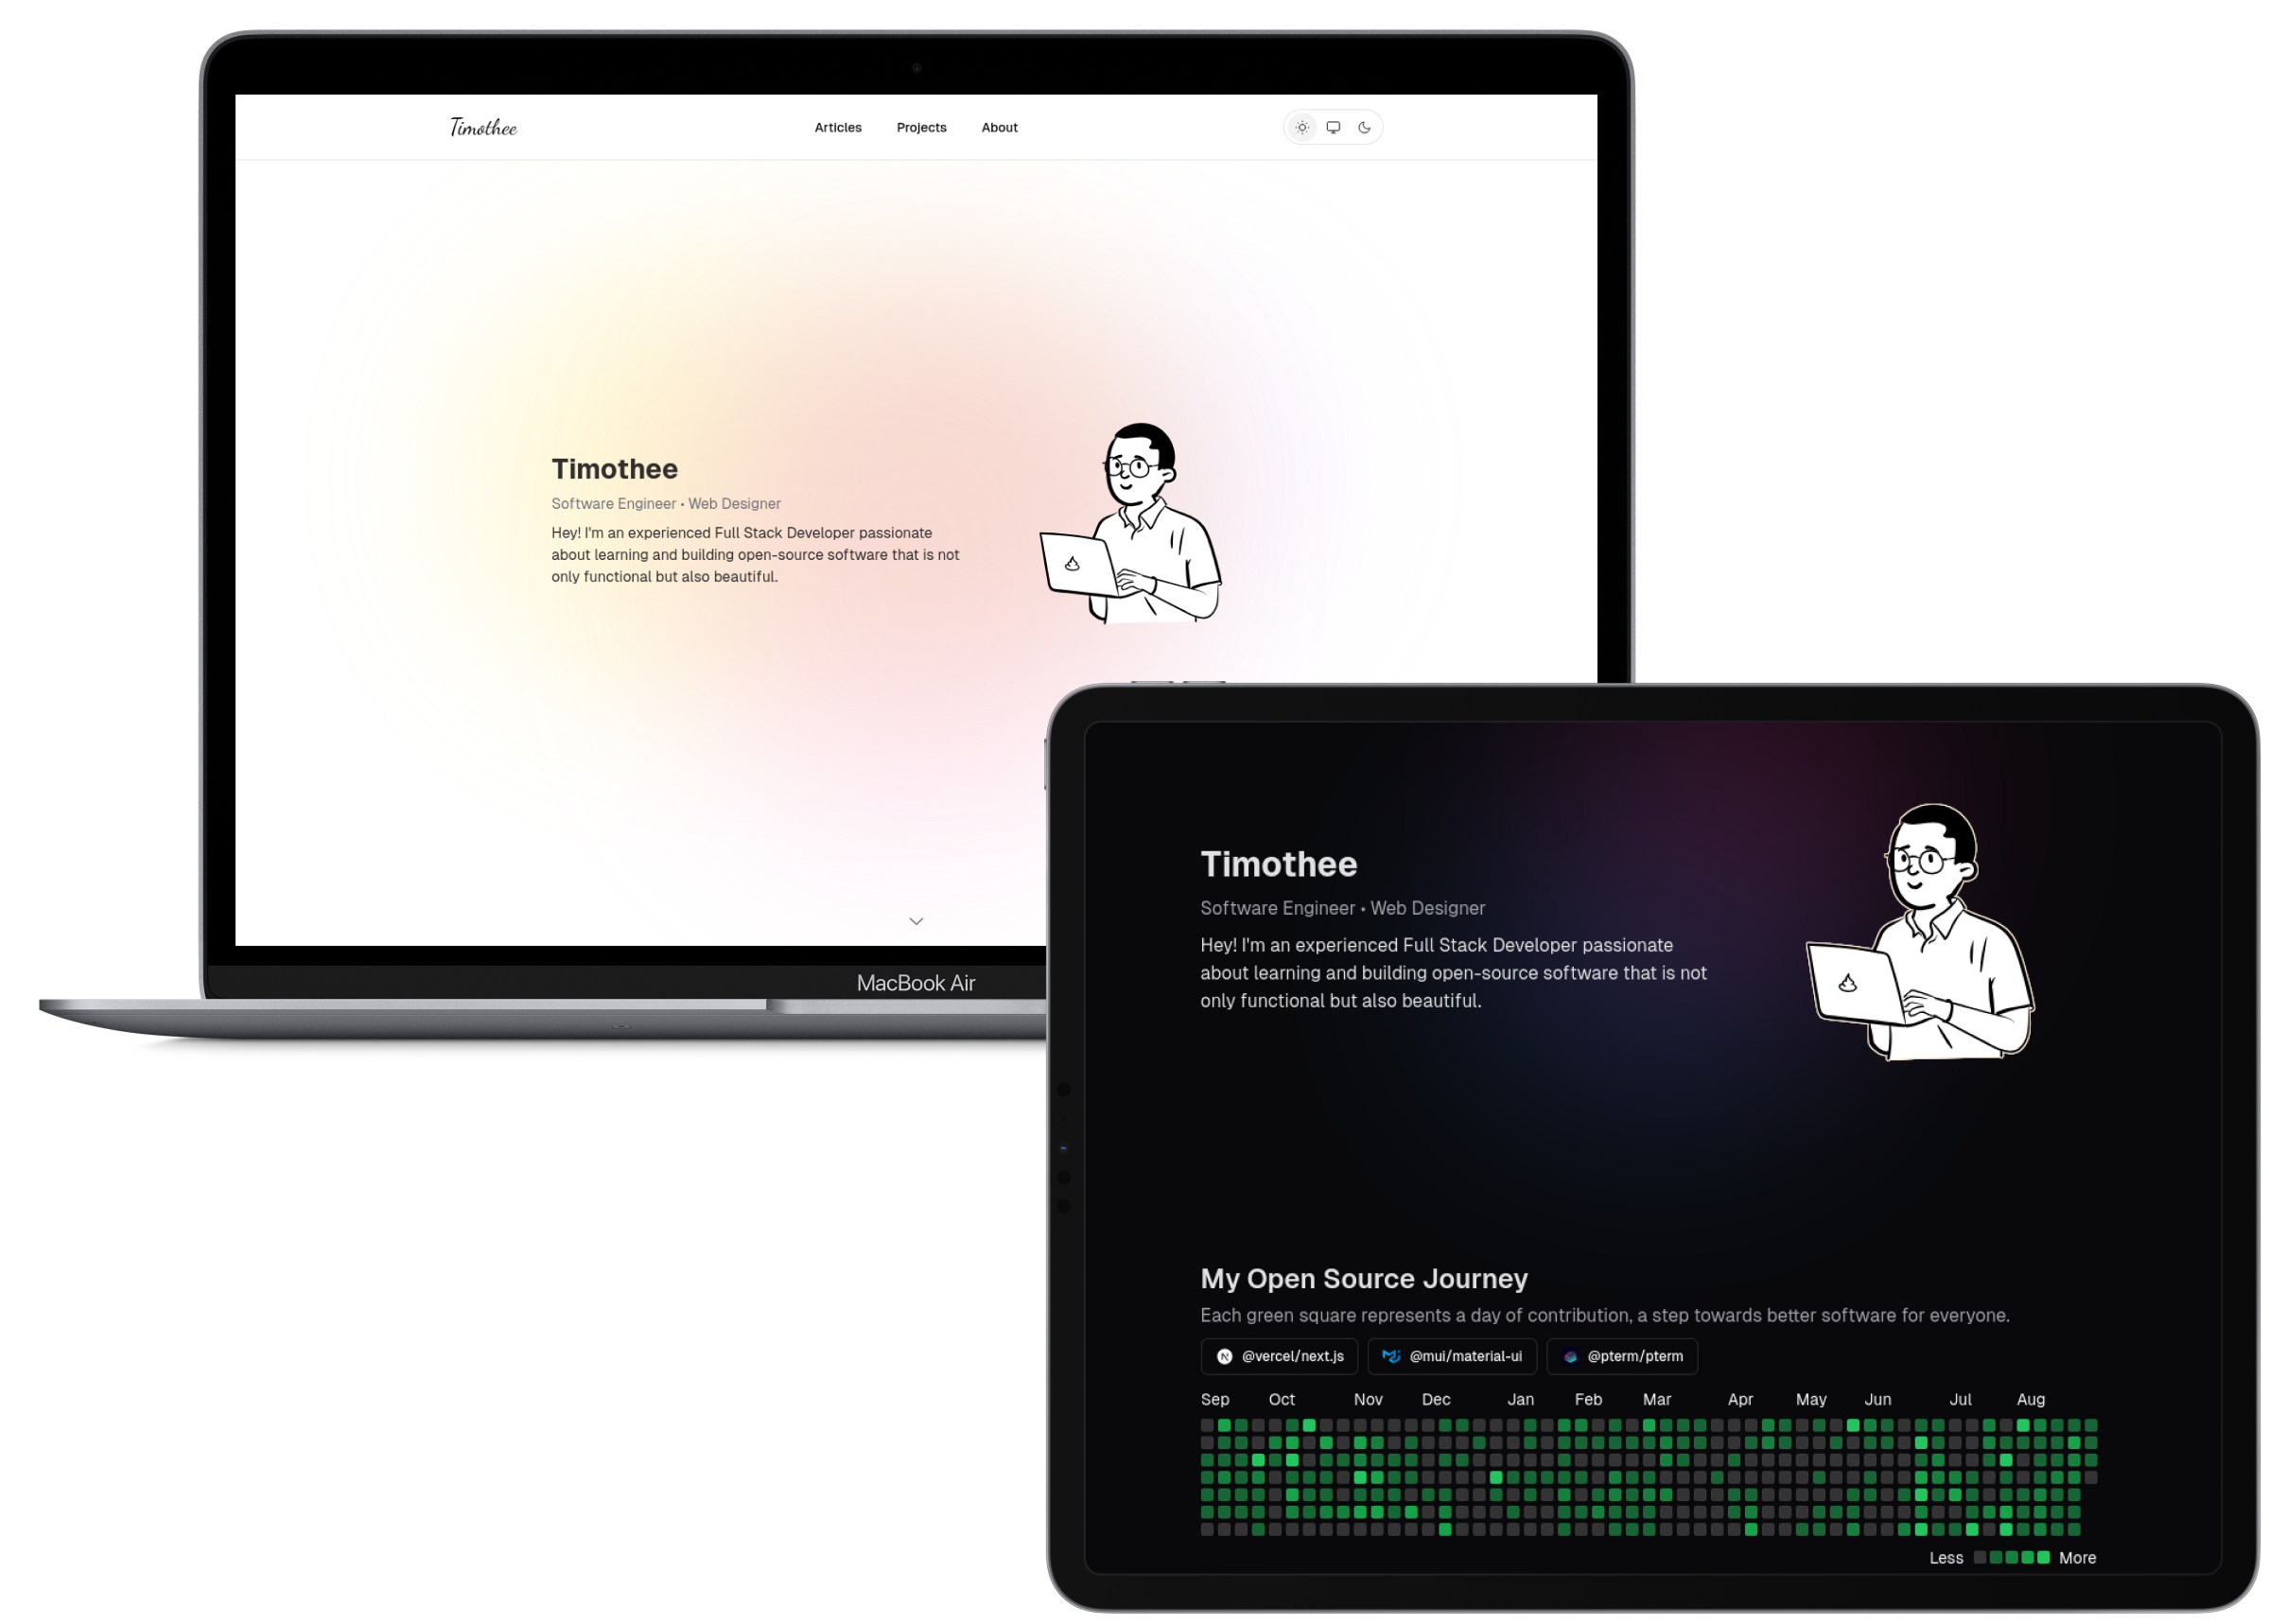 Timothee
Articles Projects About
Timothee
Software Engineer • Web Designer
Hey! I'm an experienced Full Stack Developer passionate
about learning and building open-source software that is not
only functional but also beautiful.
MacBook Air
Timothee
Software Engineer • Web Designer
Hey! I'm an experienced Full Stack Developer passionate
about learning and building open-source software that is not
only functional but also beautiful.
My Open Source Journey
Each green square represents a day of contribution, a step towards better software for everyone.
@vercel/next.js @mui/material-ui @pterm/pterm
Sep Oct Nov Dec Jan Feb Mar Apr May Jun Jul Aug
Less More